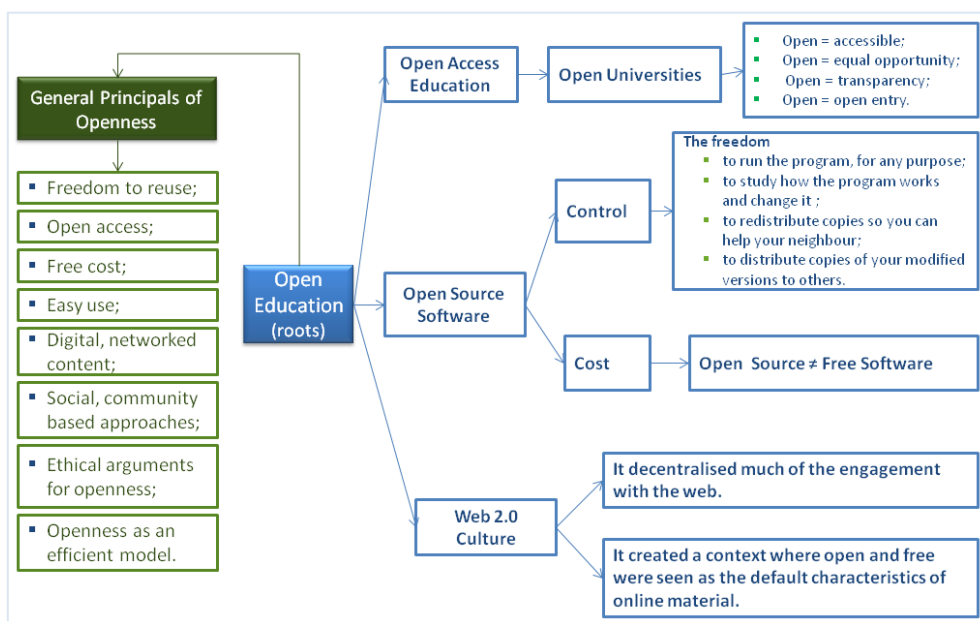 General Principals of
Openness
▪ Freedom to reuse;
▪ Open access;
▪ Free cost;
▪ Easy use;
▪ Digital, networked
content;
▪ Social, community
based approaches;
▪ Ethical arguments
for openness;
▪ Openness as an
efficient model.
Open
Education
(roots)
Open Access
Education
Open Universities
▪ Open = accessible;
▪ Open = equal opportunity;
▪ Open = transparency;
▪ Open = open entry.
Open Source
Software
Control
The freedom
▪ to run the program, for any purpose;
▪ to study how the program works
and change it ;
▪ to redistribute copies so you can
help your neighbour;
▪ to distribute copies of your modified
versions to others.
Cost
Open Source ≠ Free Software
Web 2.0
Culture
It decentralised much of the engagement
with the web.
It created a context where open and free
were seen as the default characteristics of
online material.